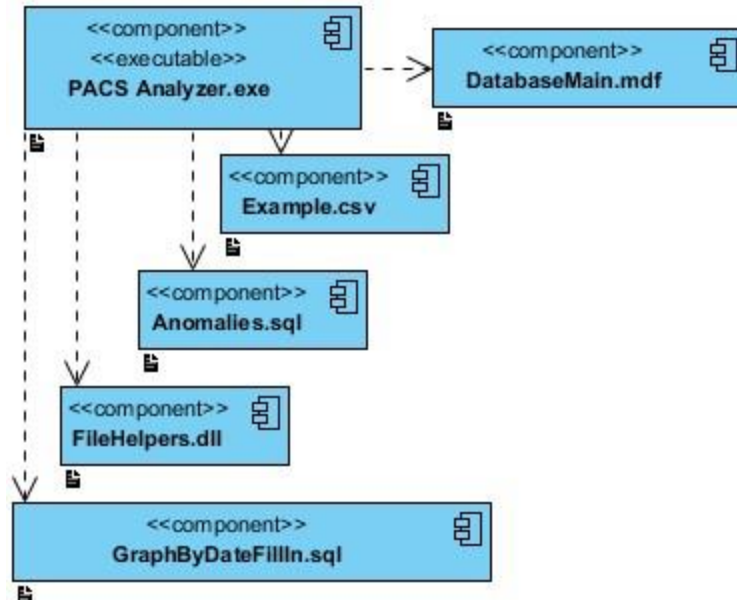 <<component>>
<<executable>>
PACS Analyzer.exe
<<component>>
DatabaseMain.mdf
<<component>>
Example.csv
<<component>>
Anomalies.sql
<<component>>
FileHelpers.dll
<<component>>
GraphByDateFillIn.sql